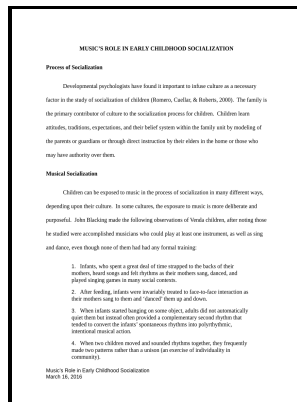 MUSIC'S ROLE IN EARLY CHILDHOOD SOCIALIZATION
Process of Socialization
Developmental psychologists have found it important to infuse culture as a necessary
factor in the study of socialization of children (Romero, Cuellar, & Roberts, 2000). The family is
the primary contributor of culture to the socialization process for children. Children learn
attitudes, traditions, expectations, and their belief system within the family unit by modeling of
the parents or guardians or through direct instruction by their elders in the home or those who
may have authority over them.
Musical Socialization
Children can be exposed to music in the process of socialization in many different ways,
depending upon their culture. In some cultures, the exposure to music is more deliberate and
purposeful. John Blacking made the following observations of Venda children, after noting those
he studied were accomplished musicians who could play at least one instrument, as well as sing
and dance, even though none of them had had any formal training:
1. Infants, who spent a great deal of time strapped to the backs of their
mothers, heard songs and felt rhythms as their mothers sang, danced, and
played singing games in many social contexts.
2. After feeding, infants were invariably treated in face-to-face interaction as
their mothers sang to them and 'danced' them up and down.
3. When infants started banging on some object, adults did not automatically
quiet them but instead often provided a complementary second rhythm that
tended to convert the infants' spontaneous rhythms into polyrhythmic,
intentional musical action.
4. When two children moved and sounded rhythms together, they frequently
made two patterns rather than a unison (an exercise of individuality in
community).
Music's Role in Early Childhood Socialization
March 16, 2016